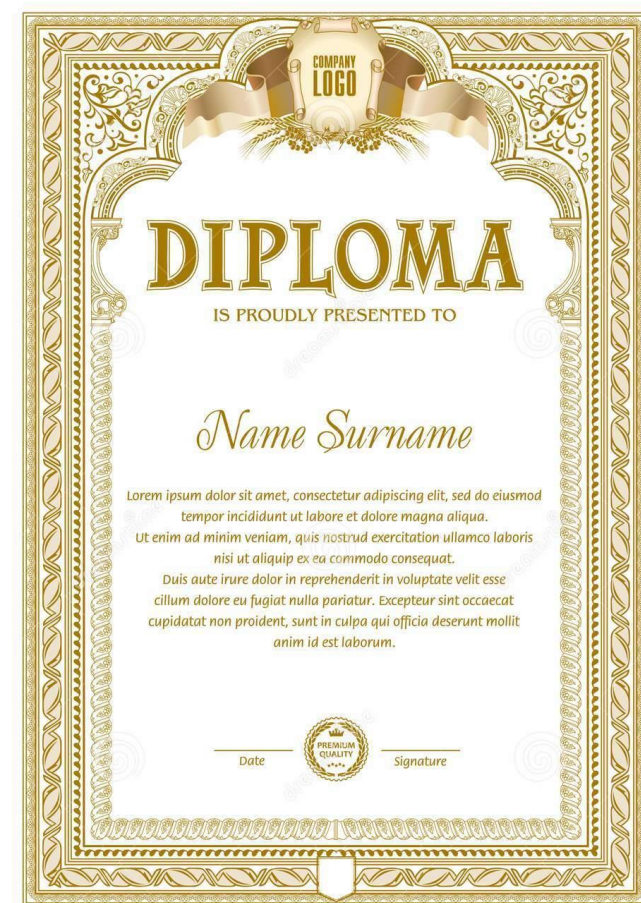 COMPANY
LOGO
DIPLOMA
IS PROUDLY PRESENTED TO
Name Surname
Lorem ipsum dolor sit amet, consectetur adipiscing elit, sed do eiusmod
tempor incididunt ut labore et dolore magna aliqua.
Ut enim ad minim veniam, quis nostrud exercitation ullamco laboris
nisi ut aliquip ex ea commodo consequat.
Duis aute irure dolor in reprehenderit in voluptate velit esse
cillum dolore eu fugiat nulla pariatur. Excepteur sint occaecat
cupidatat non proident, sunt in culpa qui officia deserunt mollit
anim id est laborum.
PREMIUM
QUALITY
Date
Signature